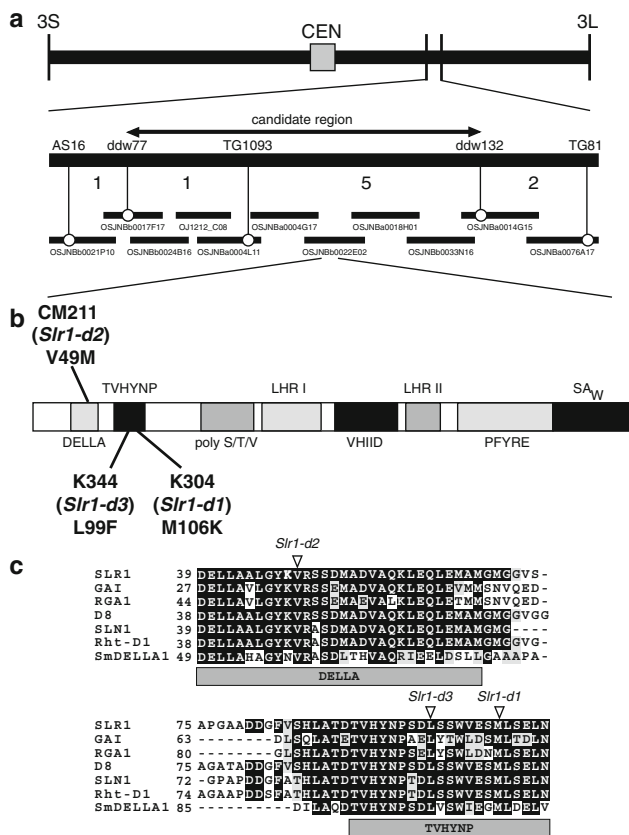 a
3S CEN 3L
candidate region
AS16 ddw77 TG1093 ddw132 TG81
1 1 5 2
OSJNBb0017F17 OJ1212_C08 OSJNBa0004G17 OSJNBa0018H01 OSJNBa0014G15
OSJNBb0021P10 OSJNBb0024B16 OSJNBa0004L11 OSJNBb0022E02 OSJNBb0033N16 OSJNBa0076A17
b
CM211
(Slr1-d2)
V49M
TVHYNP LHR I LHR II SAW
DELLA poly S/T/V VHIID PFYRE
K344 K304
(Slr1-d3) (Slr1-d1)
L99F M106K
c
Slr1-d2
SLR1 39 DELLAALGYKVRSSDMADVAQKLEQLEMAMGMGGVS-
GAI 27 DELLAVLGYKVRSSEMADVAQKLEQLEVMMSNVQED-
RGA1 44 DELLAVLGYKVRSSEMAEVALKLEQLETMMSNVQED-
D8 38 DELLAALGYKVRSSDMADVAQKLEQLEMAMGMGGVGG
SLN1 39 DELLAALGYKVRASDMADVAQKLEQLEMAMGMG----
Rht-D1 38 DELLAALGYKVRASDMADVAQKLEQLEMAMGMG----
SmDELLA1 49 DELLAHAGYNVRASDLTHVAQRIEELDSLLGAAAPA-
DELLA
Slr1-d3 Slr1-d1
SLR1 75 APGAADDGFVSHLATDTVHYNPSDLSSWVESMLSELN
GAI 63 --------DLSQLATETVHYNPAELYTWLDSMLTDLN
RGA1 80 --------GLSHLATDTVHYNPSELYSWLDNMLSELN
D8 75 AGATADDGFVSHLATDTVHYNPSDLSSWVESMLSELN
SLN1 72 -GPAPDDGFATHLATDTVHYNPTDLSSWVESMLSELN
Rht-D1 72 AGAAPDDSFATHLATDTVHYNPTDLSSWVESMLSELN
SmDELLA1 85 ----------DILAQDTVHYNPSDLVSWIEGMLDELV
TVHYNP